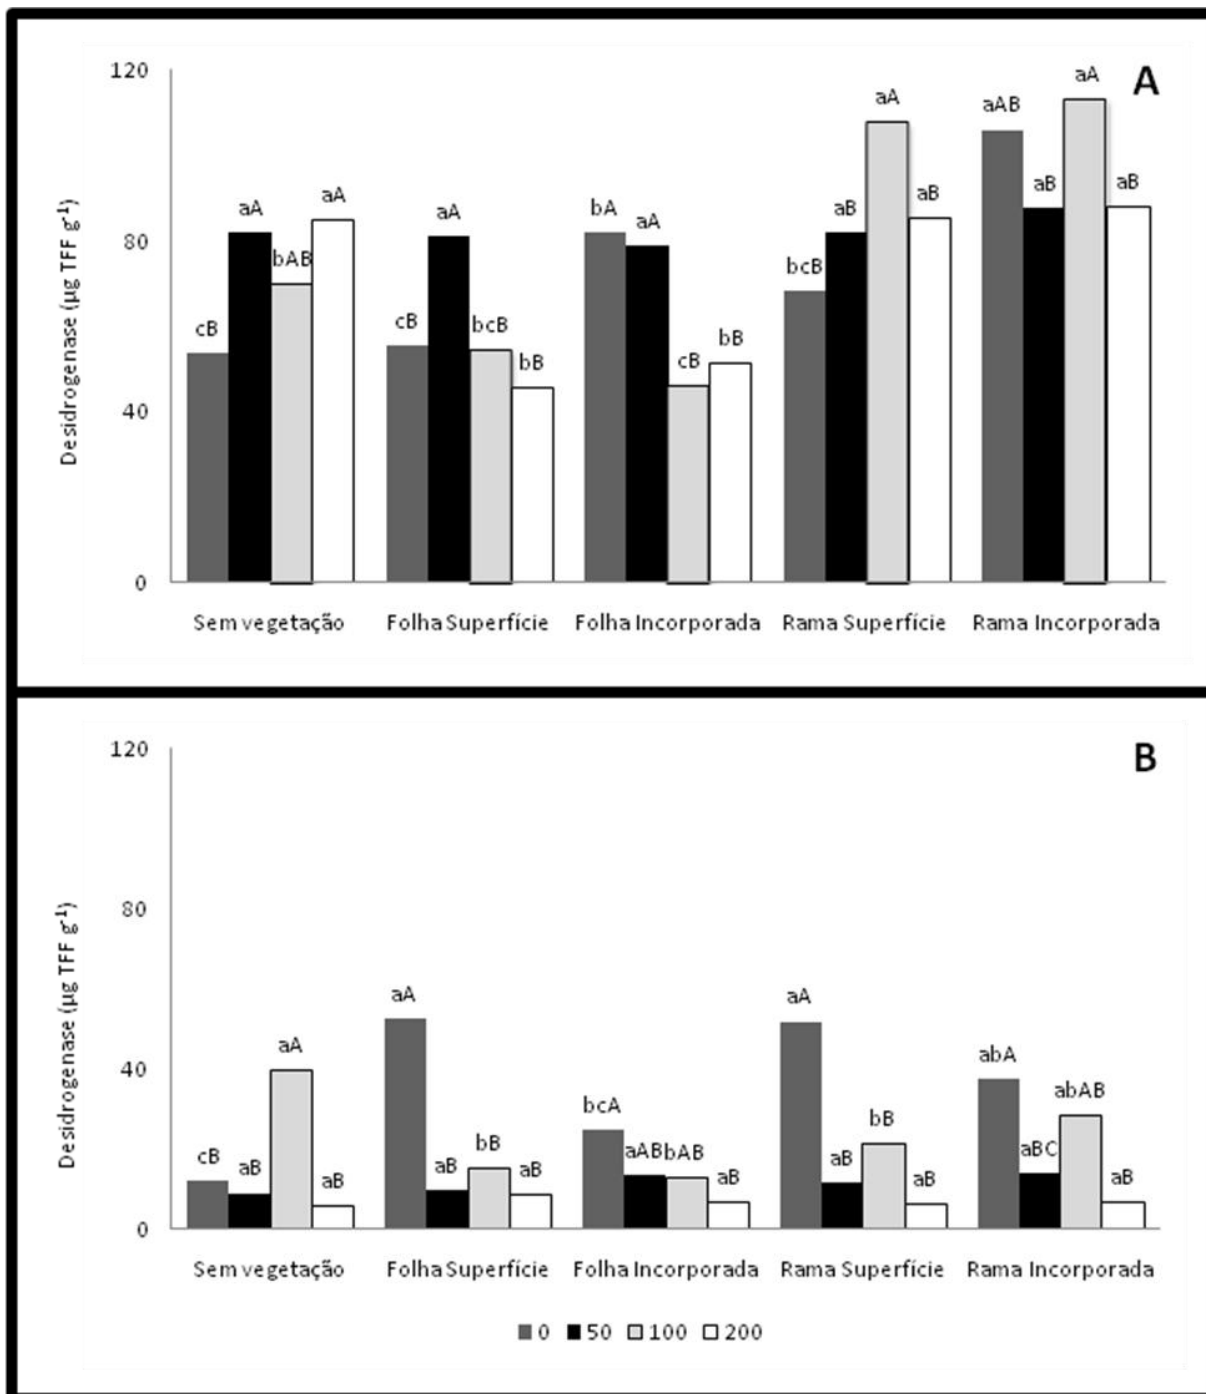 A
Desidrogenase (µg TFF g⁻¹)
120
80
40
0
cB aA bAB aA
cB aA bcB bB
bA aA cB bB
bcB aB aA aB
aAB aB aA aB
Sem vegetação Folha Superfície Folha Incorporada Rama Superfície Rama Incorporada
B
Desidrogenase (µg TFF g⁻¹)
120
80
40
0
cB aB aA aB
aA aB bB aB
bcA aAB bAB aB
aA aB bB aB
abA aBC abAB aB
Sem vegetação Folha Superfície Folha Incorporada Rama Superfície Rama Incorporada
0 50 100 200